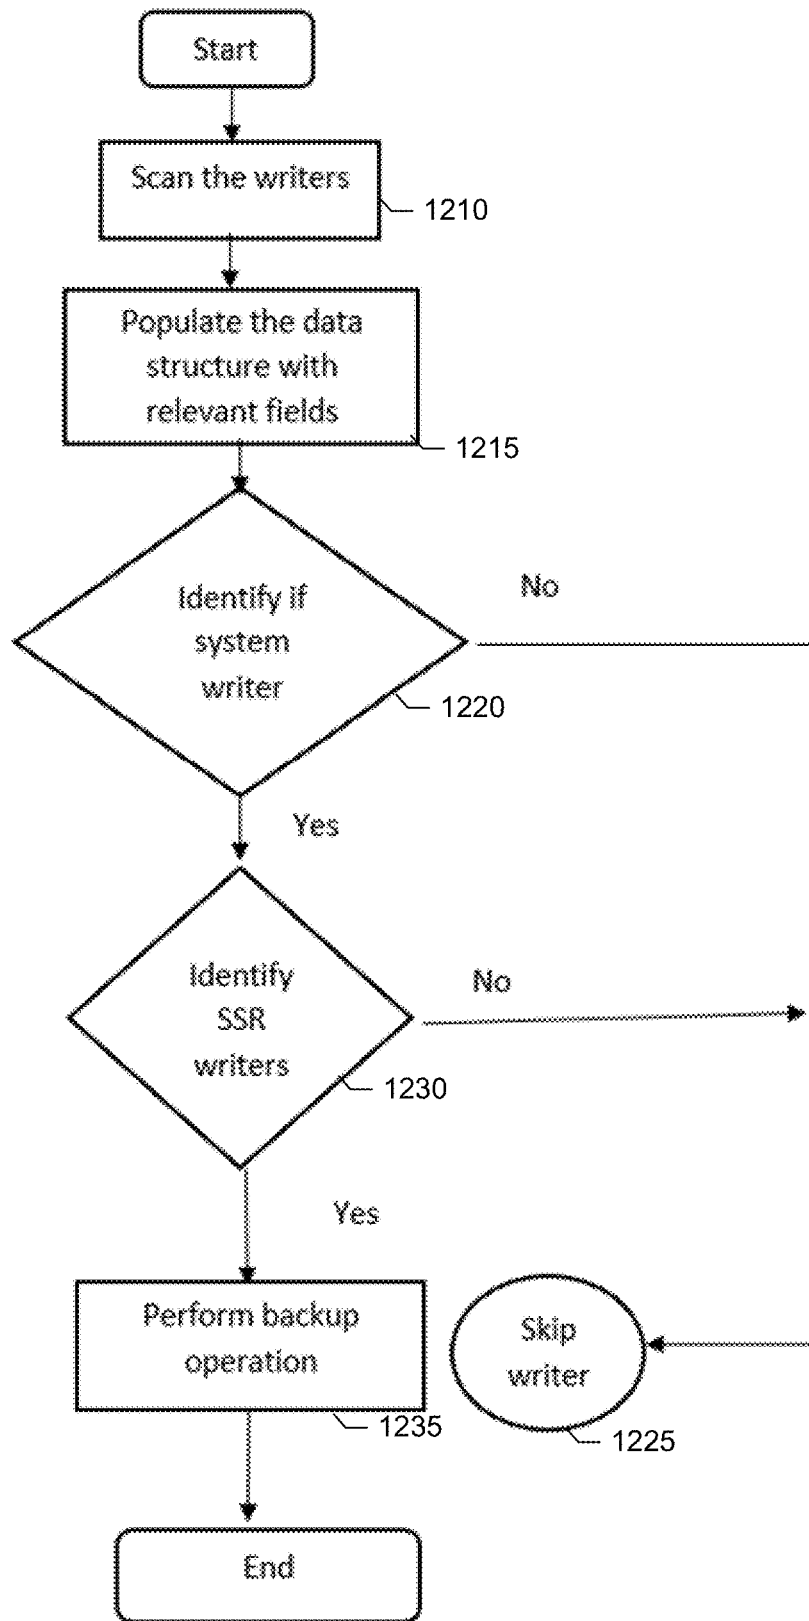 Start
Scan the writers
1210
Populate the data
structure with
relevant fields
1215
Identify if
system
writer
No
1220
Yes
Identify
SSR
writers
No
1230
Yes
Perform backup
operation
1235
Skip
writer
1225
End